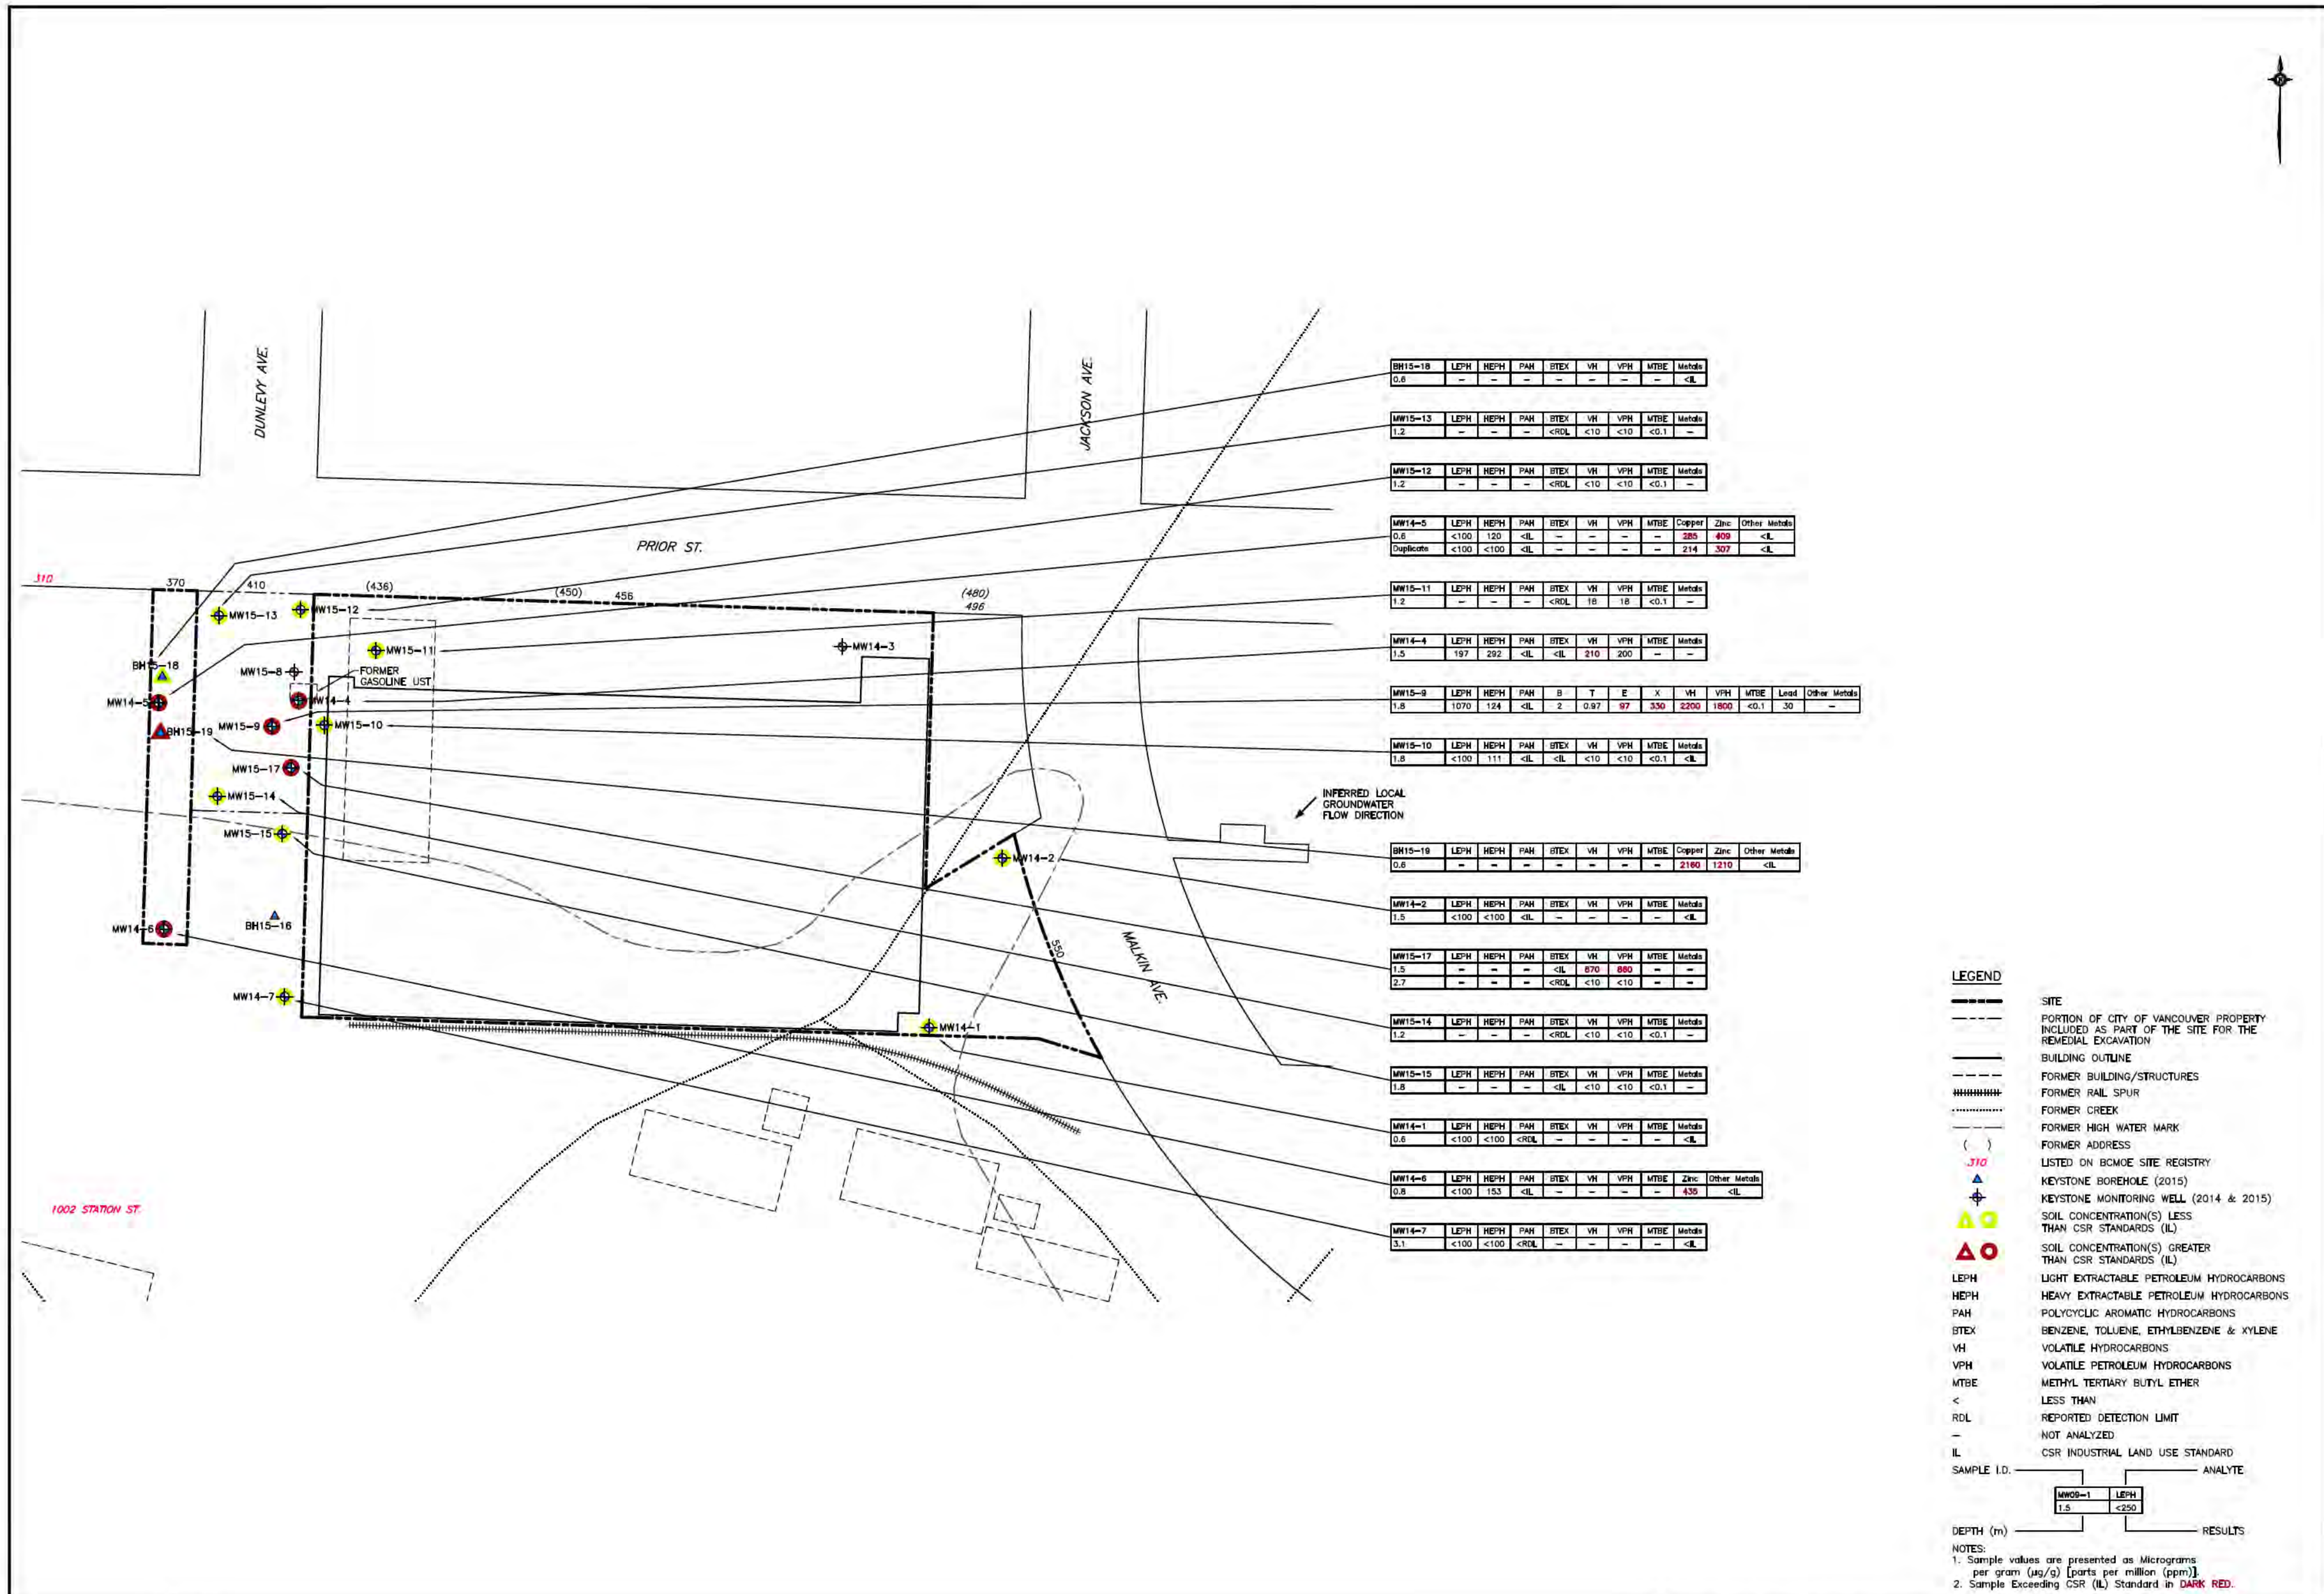 DUNLEVY AVE.
JACKSON AVE.
PRIOR ST.
310
370
410
(436)
(450)
456
(480)
496
MW15-13
MW15-12
MW15-11
MW14-3
BH15-18
MW15-8
FORMER
GASOLINE UST
MW14-5
MW14-4
BH15-19
MW15-9
MW15-10
MW15-17
MW15-14
MW15-15
MW14-2
MW14-6
BH15-16
550
MALKIN AVE.
MW14-7
MW14-1
INFERRED LOCAL
GROUNDWATER
FLOW DIRECTION
1002 STATION ST.
BH15-18 LEPH HEPH PAH BTEX VH VPH MTBE Metals
0.6 - - - - - - - <IL
MW15-13 LEPH HEPH PAH BTEX VH VPH MTBE Metals
1.2 - - - <RDL <10 <10 <0.1 -
MW15-12 LEPH HEPH PAH BTEX VH VPH MTBE Metals
1.2 - - - <RDL <10 <10 <0.1 -
MW14-5 LEPH HEPH PAH BTEX VH VPH MTBE Copper Zinc Other Metals
0.6 <100 120 <IL - - - - 285 409 <IL
Duplicate <100 <100 <IL - - - - 214 307 <IL
MW15-11 LEPH HEPH PAH BTEX VH VPH MTBE Metals
1.2 - - - <RDL 18 18 <0.1 -
MW14-4 LEPH HEPH PAH BTEX VH VPH MTBE Metals
1.5 197 292 <IL <IL 210 200 - -
MW15-9 LEPH HEPH PAH B T E X VH VPH MTBE Lead Other Metals
1.8 1070 124 <IL 2 0.97 97 330 2200 1800 <0.1 30 -
MW15-10 LEPH HEPH PAH BTEX VH VPH MTBE Metals
1.8 <100 111 <IL <IL <10 <10 <0.1 <IL
BH15-19 LEPH HEPH PAH BTEX VH VPH MTBE Copper Zinc Other Metals
0.6 - - - - - - - 2160 1210 <IL
MW14-2 LEPH HEPH PAH BTEX VH VPH MTBE Metals
1.5 <100 <100 <IL - - - - <IL
MW15-17 LEPH HEPH PAH BTEX VH VPH MTBE Metals
1.5 - - - <IL 870 860 - -
2.7 - - - <RDL <10 <10 - -
MW15-14 LEPH HEPH PAH BTEX VH VPH MTBE Metals
1.2 - - - <RDL <10 <10 <0.1 -
MW15-15 LEPH HEPH PAH BTEX VH VPH MTBE Metals
1.8 - - - <IL <10 <10 <0.1 -
MW14-1 LEPH HEPH PAH BTEX VH VPH MTBE Metals
0.6 <100 <100 <RDL - - - - <IL
MW14-6 LEPH HEPH PAH BTEX VH VPH MTBE Zinc Other Metals
0.8 <100 153 <IL - - - - 435 <IL
MW14-7 LEPH HEPH PAH BTEX VH VPH MTBE Metals
3.1 <100 <100 <RDL - - - - <IL
LEGEND
SITE
PORTION OF CITY OF VANCOUVER PROPERTY
INCLUDED AS PART OF THE SITE FOR THE
REMEDIAL EXCAVATION
BUILDING OUTLINE
FORMER BUILDING/STRUCTURES
FORMER RAIL SPUR
FORMER CREEK
FORMER HIGH WATER MARK
( ) FORMER ADDRESS
310 LISTED ON BCMOE SITE REGISTRY
KEYSTONE BOREHOLE (2015)
KEYSTONE MONITORING WELL (2014 & 2015)
SOIL CONCENTRATION(S) LESS
THAN CSR STANDARDS (IL)
SOIL CONCENTRATION(S) GREATER
THAN CSR STANDARDS (IL)
LEPH LIGHT EXTRACTABLE PETROLEUM HYDROCARBONS
HEPH HEAVY EXTRACTABLE PETROLEUM HYDROCARBONS
PAH POLYCYCLIC AROMATIC HYDROCARBONS
BTEX BENZENE, TOLUENE, ETHYLBENZENE & XYLENE
VH VOLATILE HYDROCARBONS
VPH VOLATILE PETROLEUM HYDROCARBONS
MTBE METHYL TERTIARY BUTYL ETHER
< LESS THAN
RDL REPORTED DETECTION LIMIT
- NOT ANALYZED
IL CSR INDUSTRIAL LAND USE STANDARD
SAMPLE I.D. ANALYTE
MW09-1 LEPH
1.5 <250
DEPTH (m) RESULTS
NOTES:
1. Sample values are presented as Micrograms
per gram (µg/g) [parts per million (ppm)].
2. Sample Exceeding CSR (IL) Standard in DARK RED.